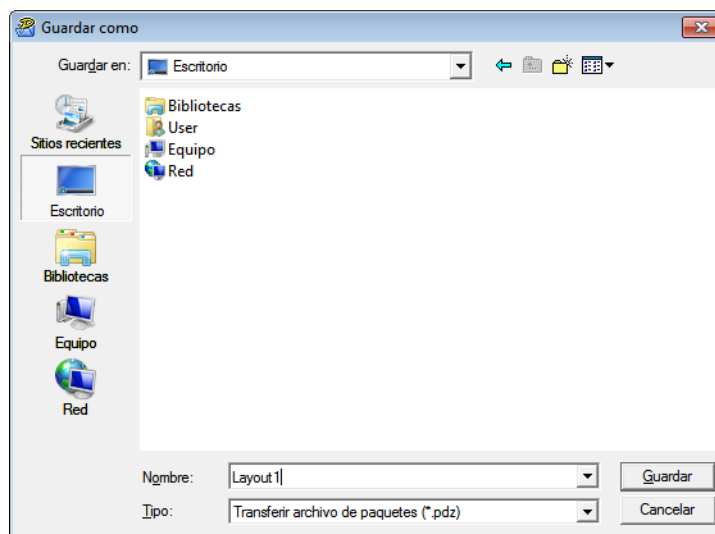 Guardar como
Guardar en: Escritorio
Bibliotecas
User
Equipo
Red
Sitios recientes
Escritorio
Bibliotecas
Equipo
Red
Nombre: Layout1 Guardar
Tipo: Transferir archivo de paquetes (*.pdz) Cancelar